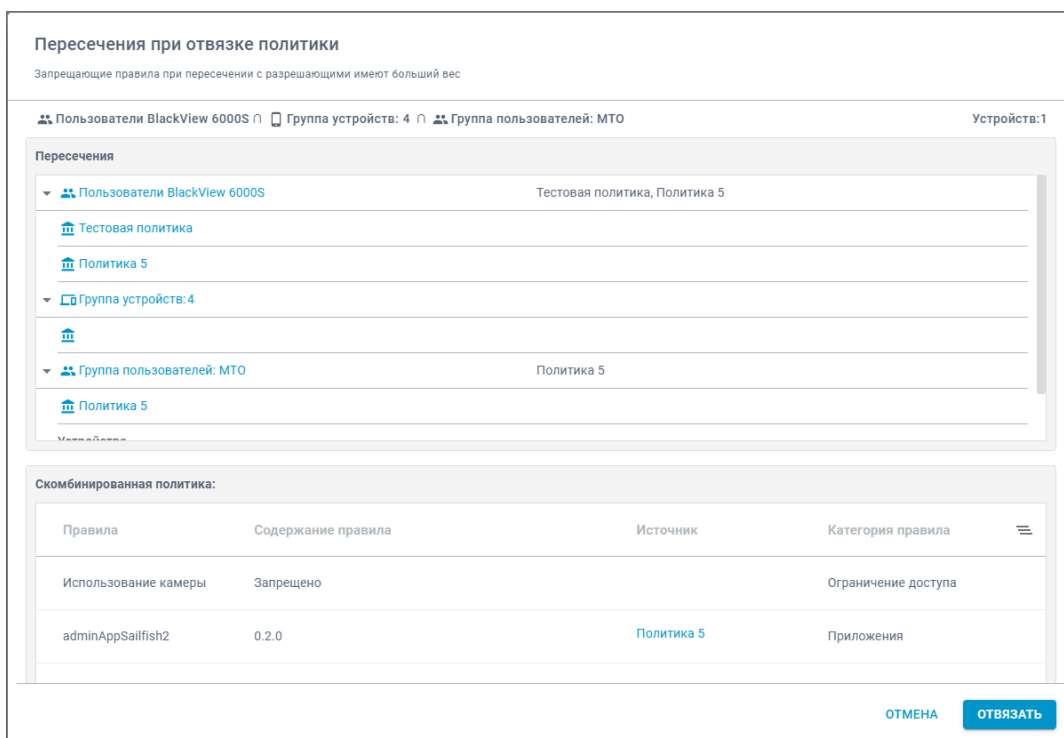 Пересечения при отвязке политики
Запрещающие правила при пересечении с разрешающими имеют больший вес
Пользователи BlackView 6000S ∩ Группа устройств: 4 ∩ Группа пользователей: МТО Устройств:1
Пересечения
Пользователи BlackView 6000S Тестовая политика, Политика 5
Тестовая политика
Политика 5
Группа устройств:4
Группа пользователей: МТО Политика 5
Политика 5
Устройства
Скомбинированная политика:
Правила Содержание правила Источник Категория правила
Использование камеры Запрещено Ограничение доступа
adminAppSailfish2 0.2.0 Политика 5 Приложения
ОТМЕНА ОТВЯЗАТЬ